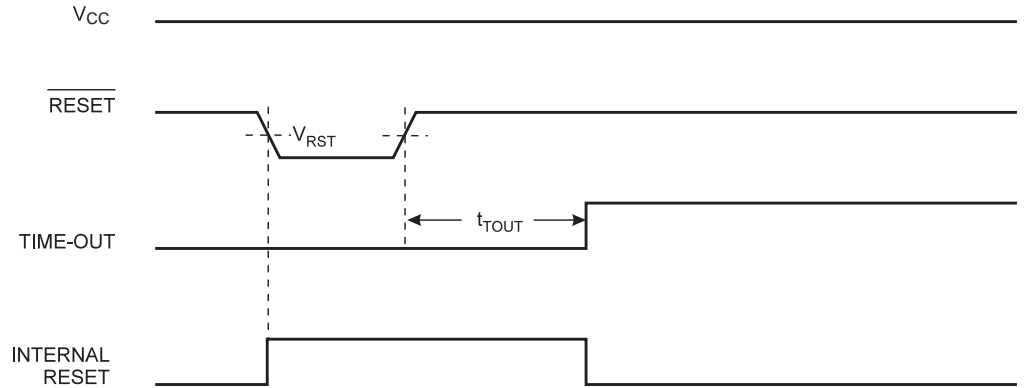 VCC
RESET
VRST
tTOUT
TIME-OUT
INTERNAL
RESET